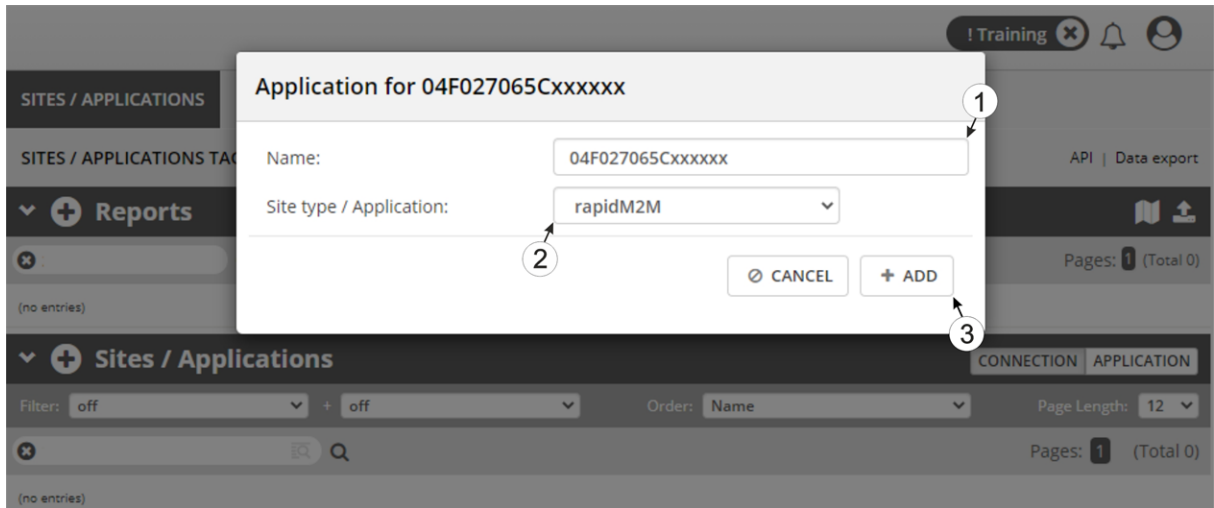 ! Training
SITES / APPLICATIONS
Application for 04F027065Cxxxxxx
1
SITES / APPLICATIONS TA
Name:
04F027065Cxxxxxx
API | Data export
Site type / Application:
rapidM2M
Reports
2
Pages: 1 (Total 0)
CANCEL
+ ADD
(no entries)
3
Sites / Applications
CONNECTION
APPLICATION
Filter: off + off Order: Name Page Length: 12
Pages: 1 (Total 0)
(no entries)